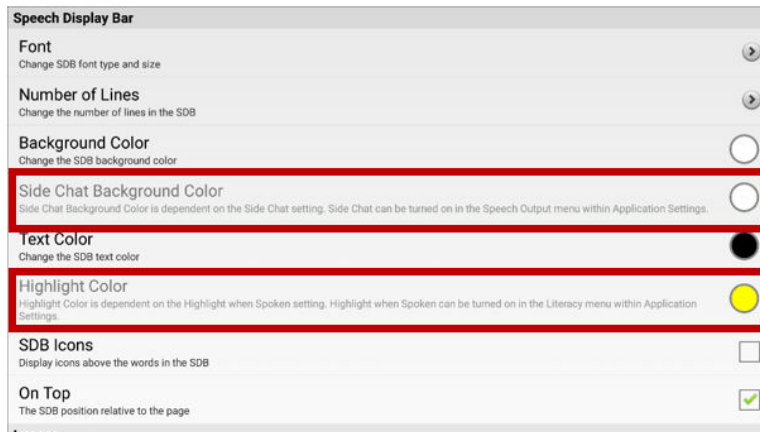 Speech Display Bar
Font
Change SDB font type and size
Number of Lines
Change the number of lines in the SDB
Background Color
Change the SDB background color
Side Chat Background Color
Side Chat Background Color is dependent on the Side Chat setting. Side Chat can be turned on in the Speech Output menu within Application Settings.
Text Color
Change the SDB text color
Highlight Color
Highlight Color is dependent on the Highlight when Spoken setting. Highlight when Spoken can be turned on in the Literacy menu within Application
Settings.
SDB Icons
Display icons above the words in the SDB
On Top
The SDB position relative to the page